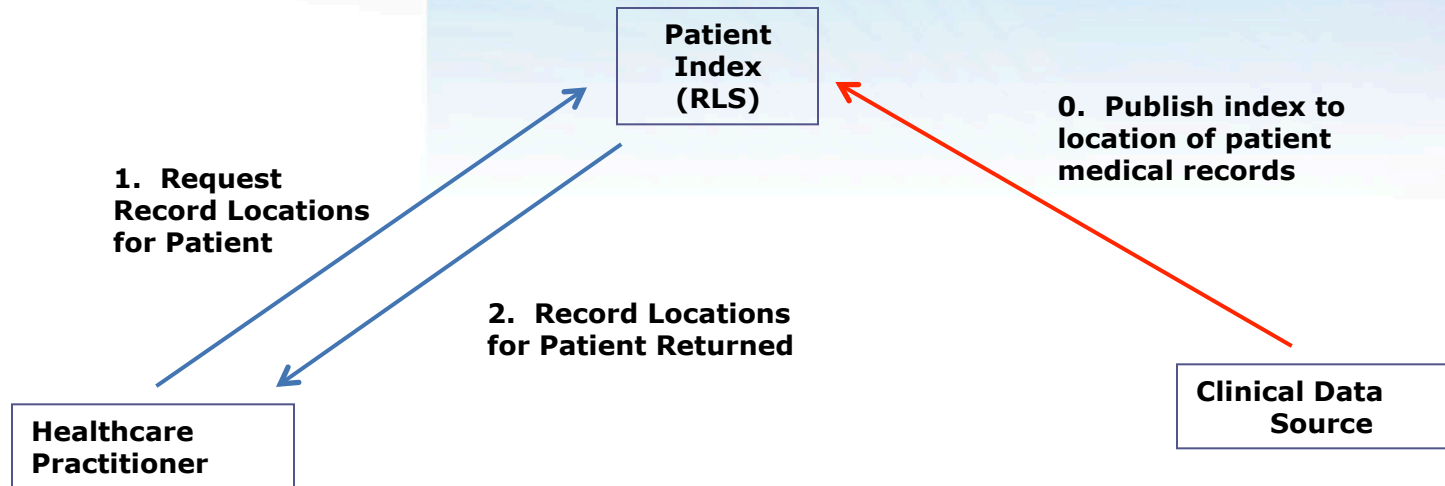 Patient
Index
(RLS)
0. Publish index to
location of patient
medical records
1. Request
Record Locations
for Patient
2. Record Locations
for Patient Returned
Clinical Data
Source
Healthcare
Practitioner